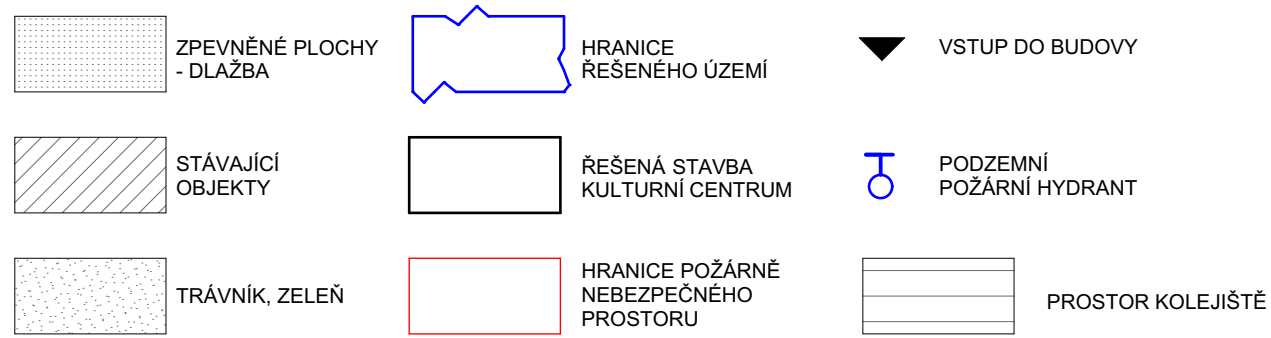 ZPEVNĚNÉ PLOCHY
- DLAŽBA
HRANICE
ŘEŠENÉHO ÚZEMÍ
VSTUP DO BUDOVY
STÁVAJÍCÍ
OBJEKTY
ŘEŠENÁ STAVBA
KULTURNÍ CENTRUM
PODZEMNÍ
POŽÁRNÍ HYDRANT
TRÁVNÍK, ZELEŇ
HRANICE POŽÁRNĚ
NEBEZPEČNÉHO
PROSTORU
PROSTOR KOLEJIŠTĚ